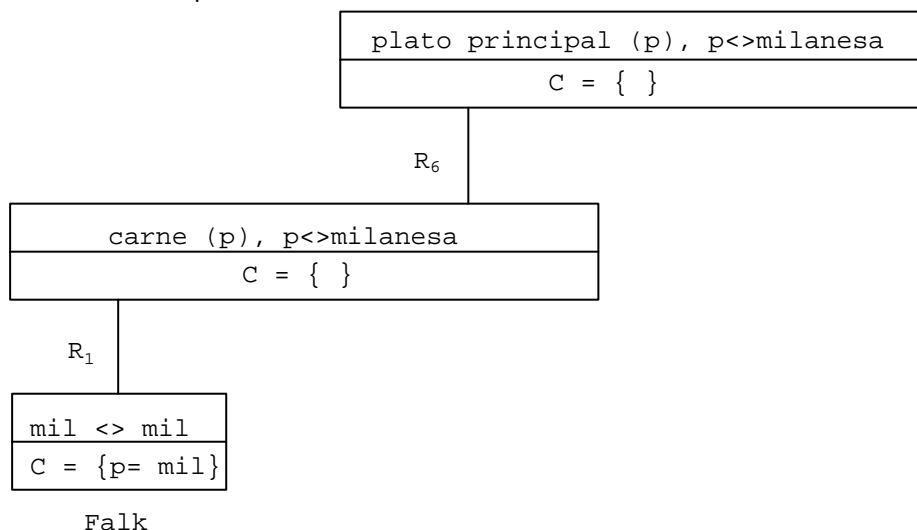 plato principal (p), p<>milanesa
C = { }
R₆
carne (p), p<>milanesa
C = { }
R₁
mil <> mil
C = {p= mil}
Falk